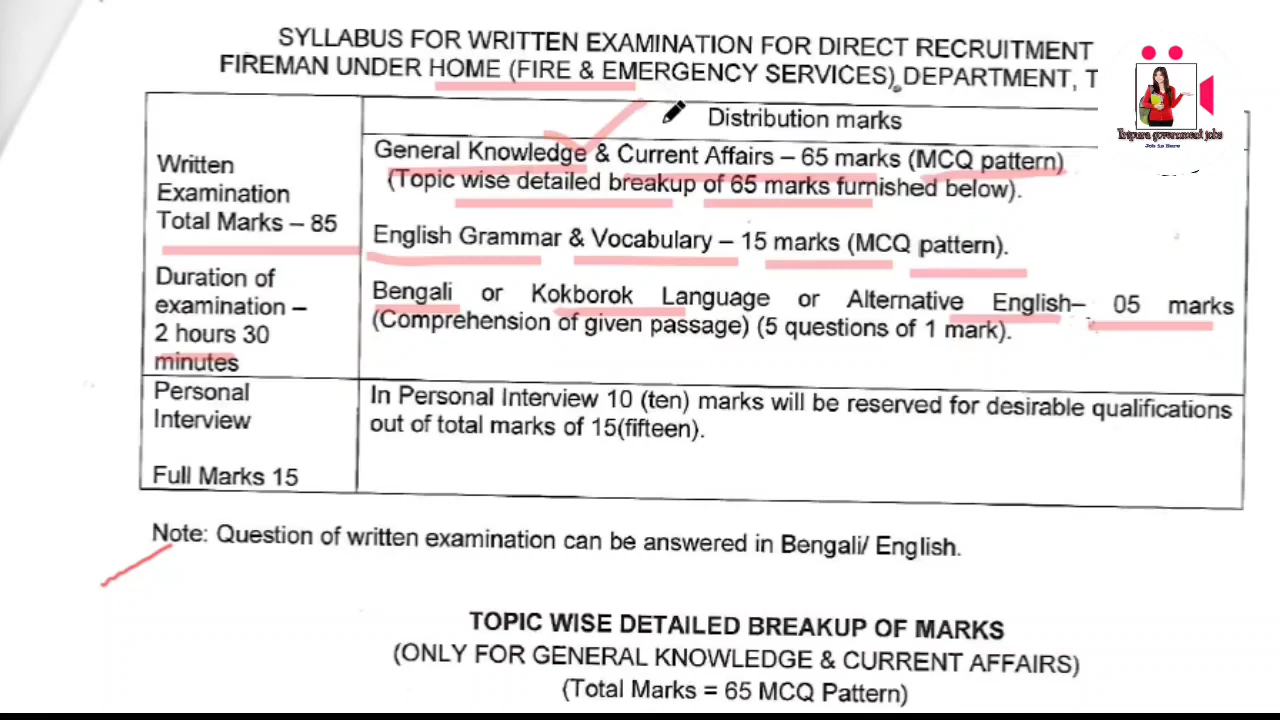 SYLLABUS FOR WRITTEN EXAMINATION FOR DIRECT RECRUITMENT
FIREMAN UNDER HOME (FIRE & EMERGENCY SERVICES), DEPARTMENT, T
Tripura government jobs
Job is Here
Distribution marks
Written
Examination
Total Marks – 85
Duration of
examination –
2 hours 30
minutes
General Knowledge & Current Affairs – 65 marks (MCQ pattern)
(Topic wise detailed breakup of 65 marks furnished below).
English Grammar & Vocabulary – 15 marks (MCQ pattern).
Bengali or Kokborok Language or Alternative English– 05 marks
(Comprehension of given passage) (5 questions of 1 mark).
Personal
Interview
Full Marks 15
In Personal Interview 10 (ten) marks will be reserved for desirable qualifications
out of total marks of 15(fifteen).
Note: Question of written examination can be answered in Bengali/ English.
TOPIC WISE DETAILED BREAKUP OF MARKS
(ONLY FOR GENERAL KNOWLEDGE & CURRENT AFFAIRS)
(Total Marks = 65 MCQ Pattern)